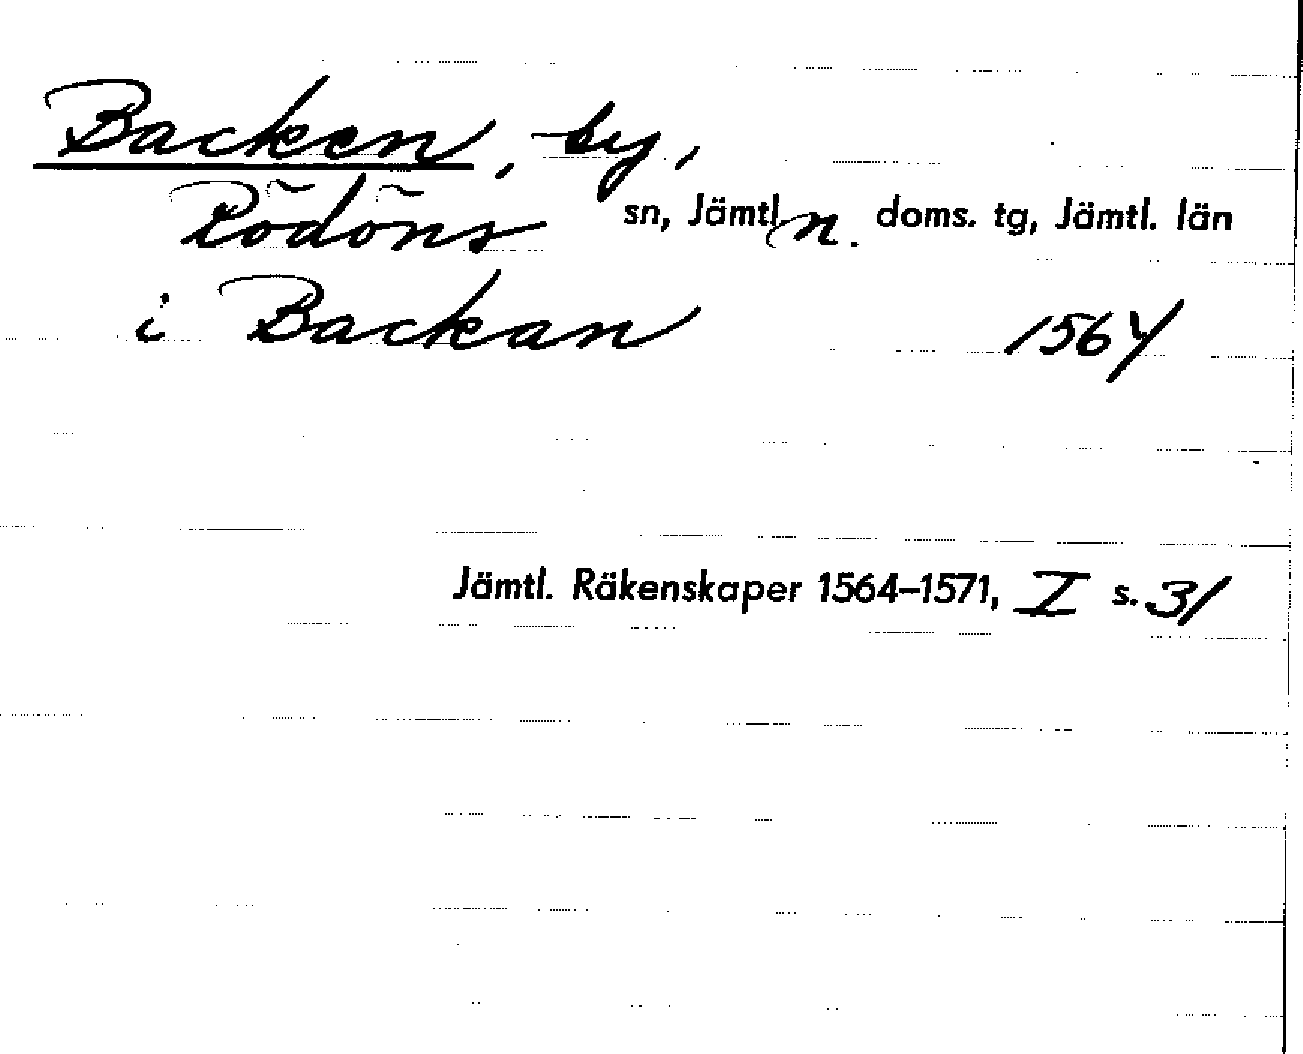 Backen, by,
Rödöns sn, Jämtl. n. doms. tg, Jämtl. län
i Backan 1564
Jämtl. Räkenskaper 1564–1571, I s. 31